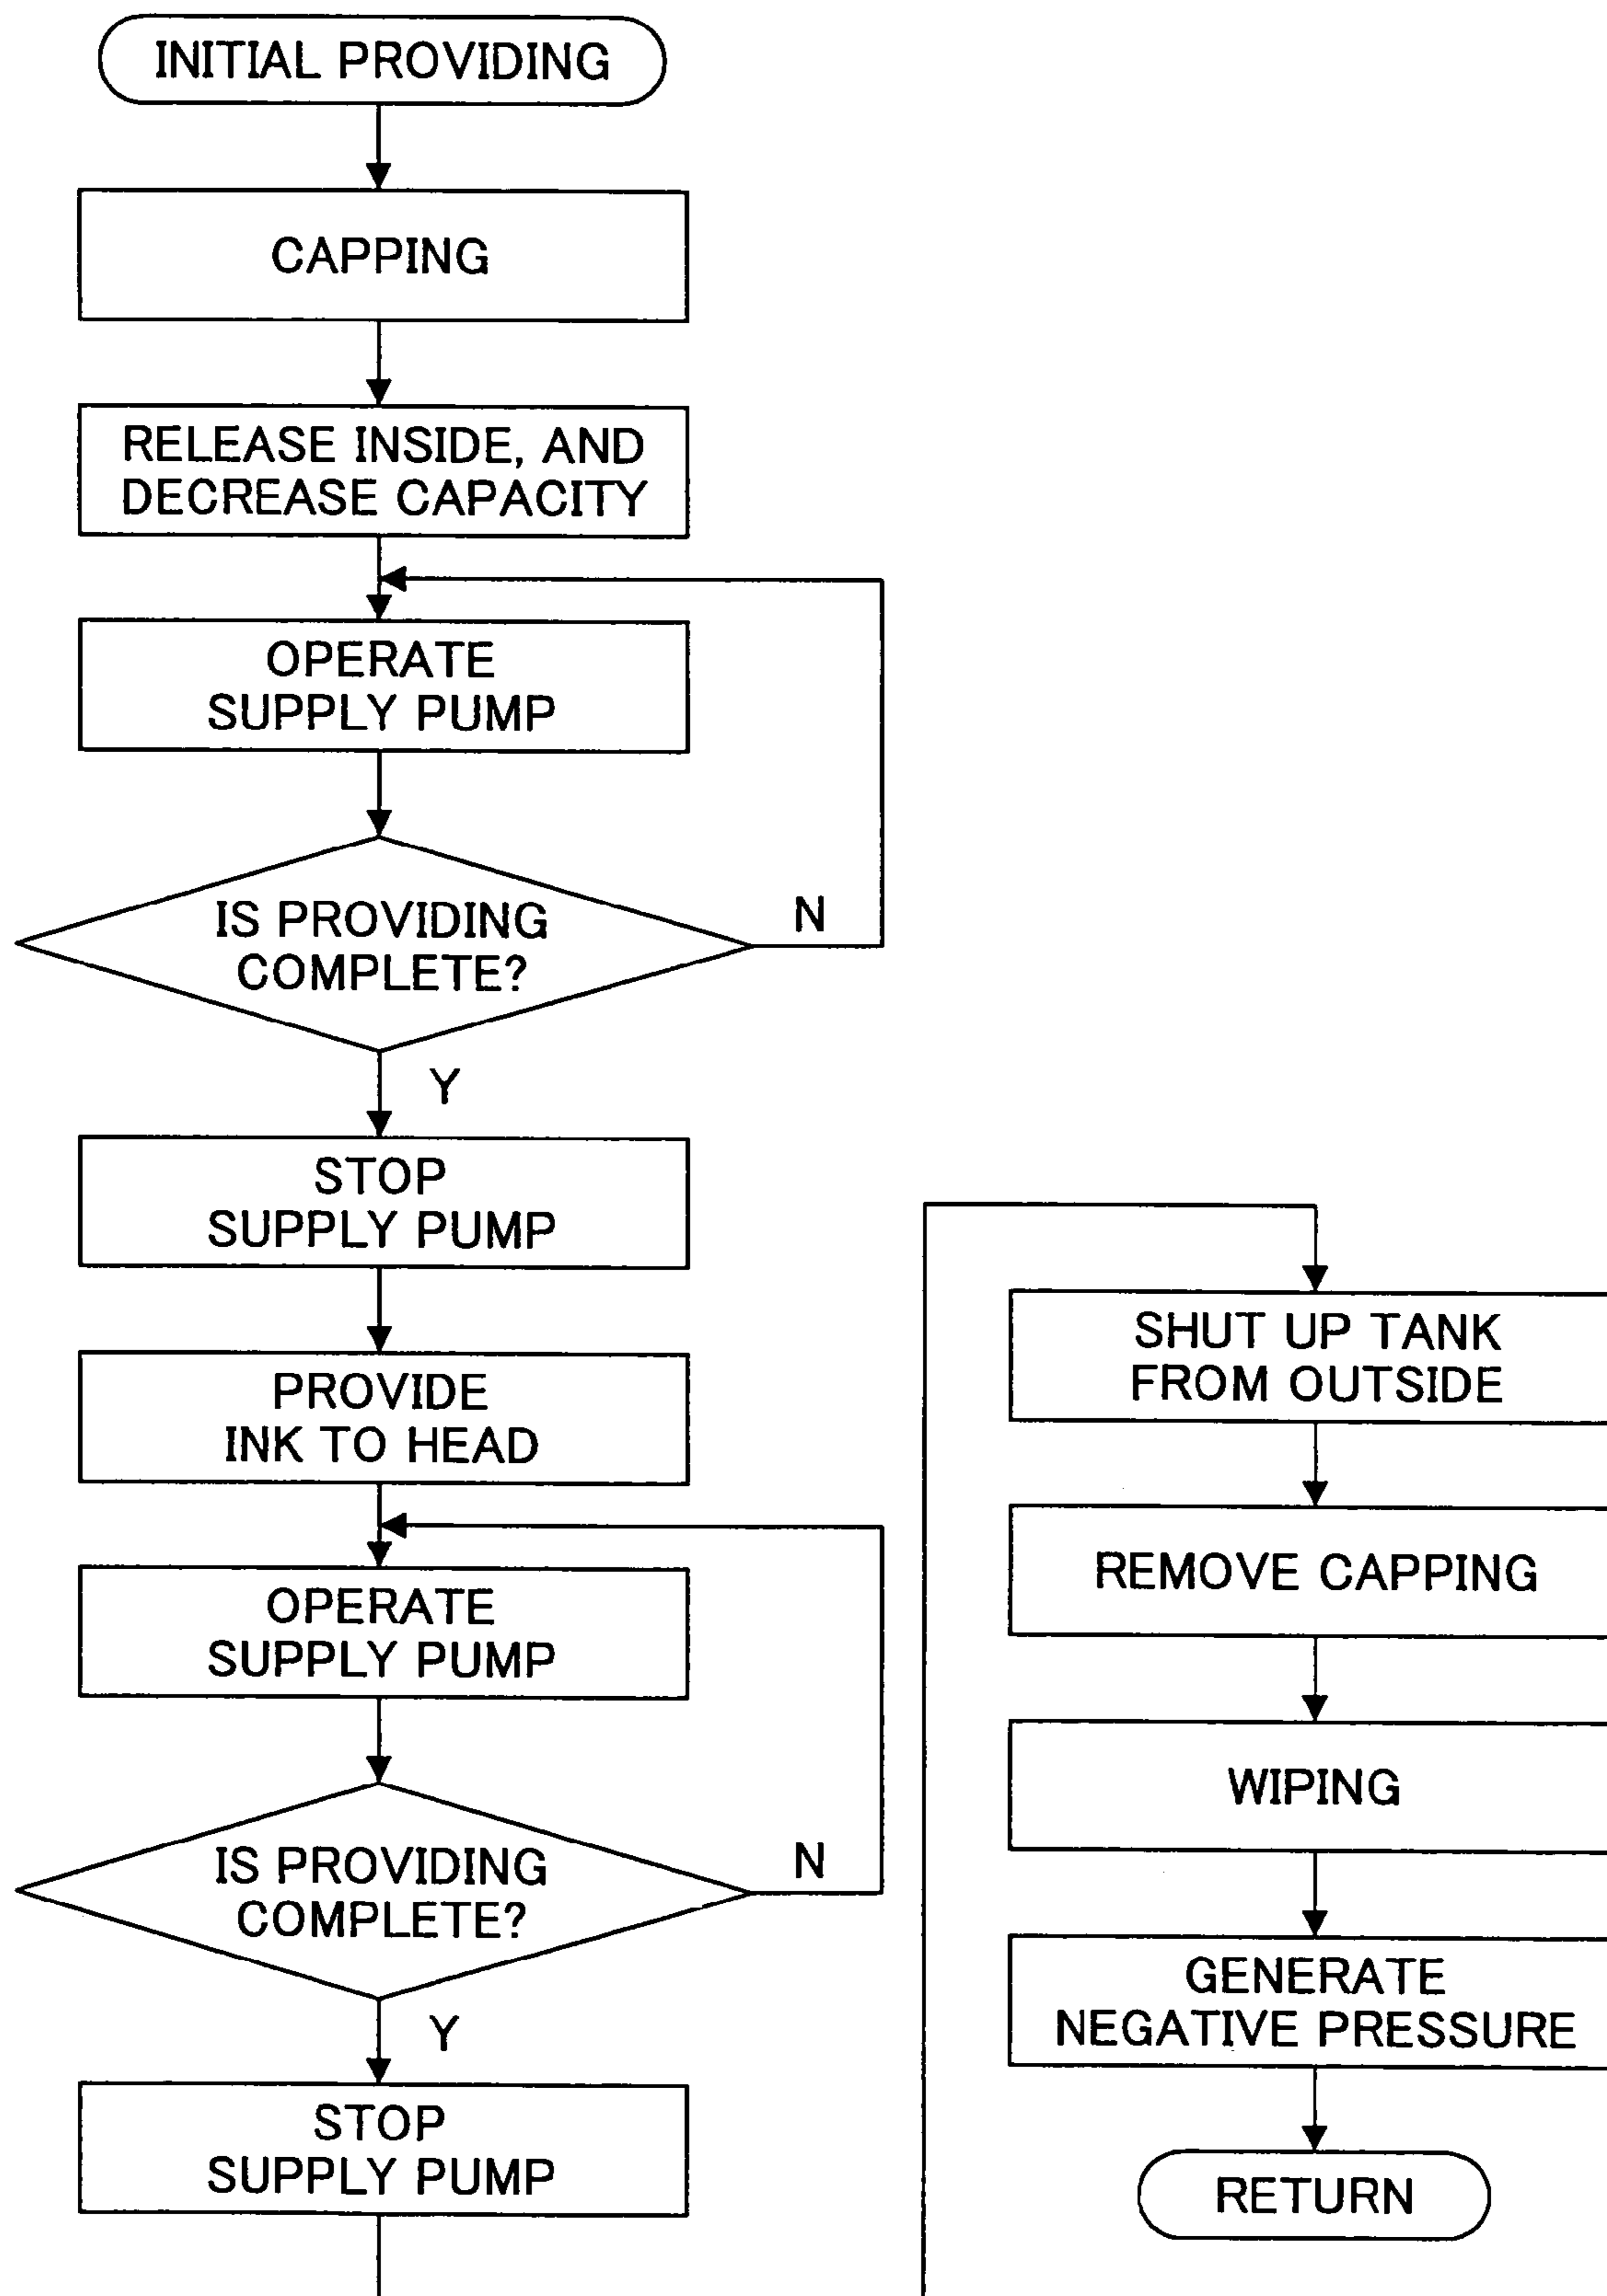 INITIAL PROVIDING
CAPPING
RELEASE INSIDE, AND
DECREASE CAPACITY
OPERATE
SUPPLY PUMP
IS PROVIDING
COMPLETE?
N
Y
STOP
SUPPLY PUMP
PROVIDE
INK TO HEAD
OPERATE
SUPPLY PUMP
IS PROVIDING
COMPLETE?
N
Y
STOP
SUPPLY PUMP
SHUT UP TANK
FROM OUTSIDE
REMOVE CAPPING
WIPING
GENERATE
NEGATIVE PRESSURE
RETURN